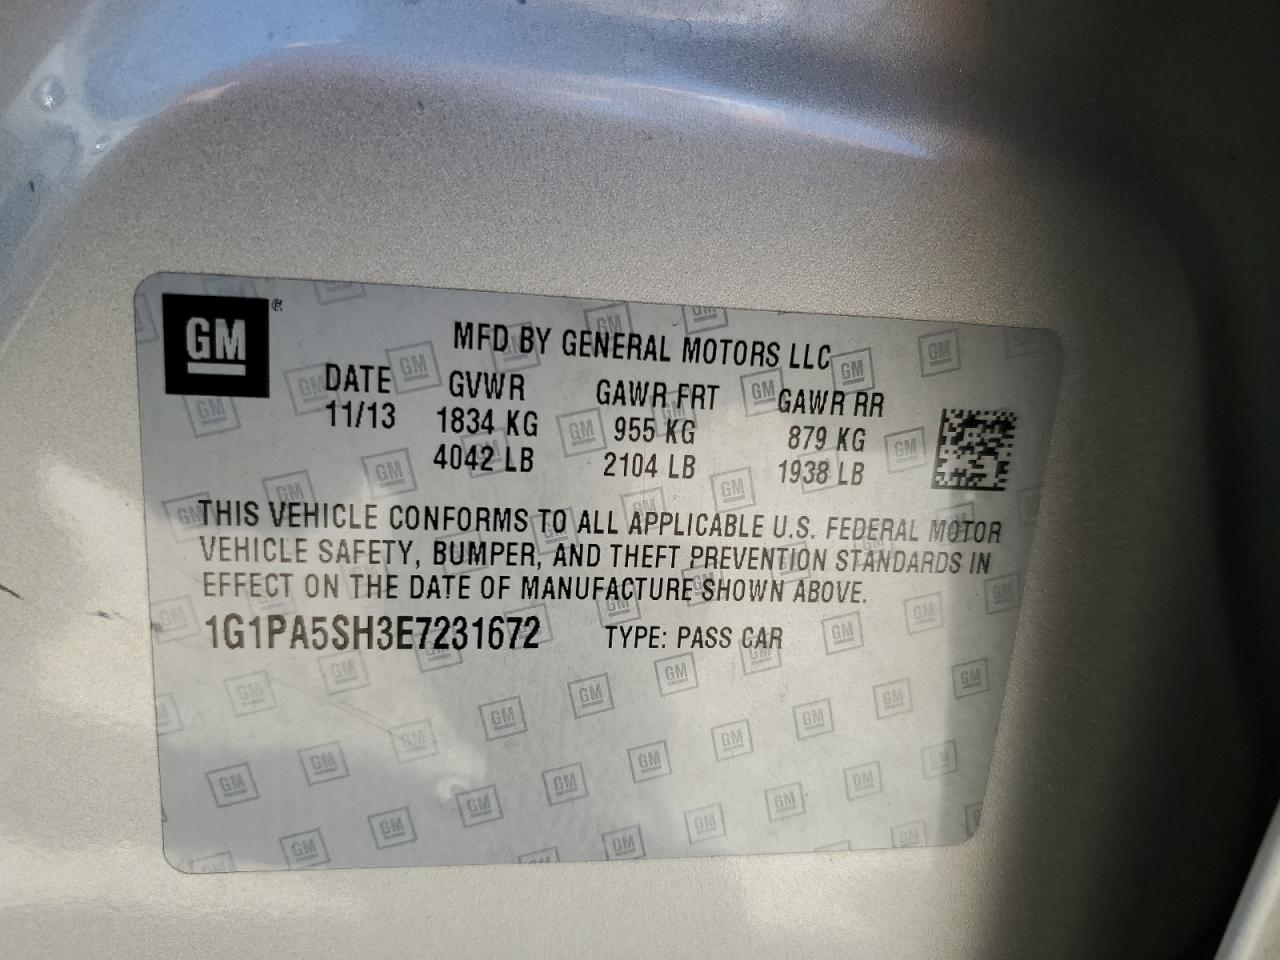 GM
MFD BY GENERAL MOTORS LLC
DATE GVWR GAWR FRT GAWR RR
11/13 1834 KG 955 KG 879 KG
4042 LB 2104 LB 1938 LB
THIS VEHICLE CONFORMS TO ALL APPLICABLE U.S. FEDERAL MOTOR
VEHICLE SAFETY, BUMPER, AND THEFT PREVENTION STANDARDS IN
EFFECT ON THE DATE OF MANUFACTURE SHOWN ABOVE.
1G1PA5SH3E7231672 TYPE: PASS CAR